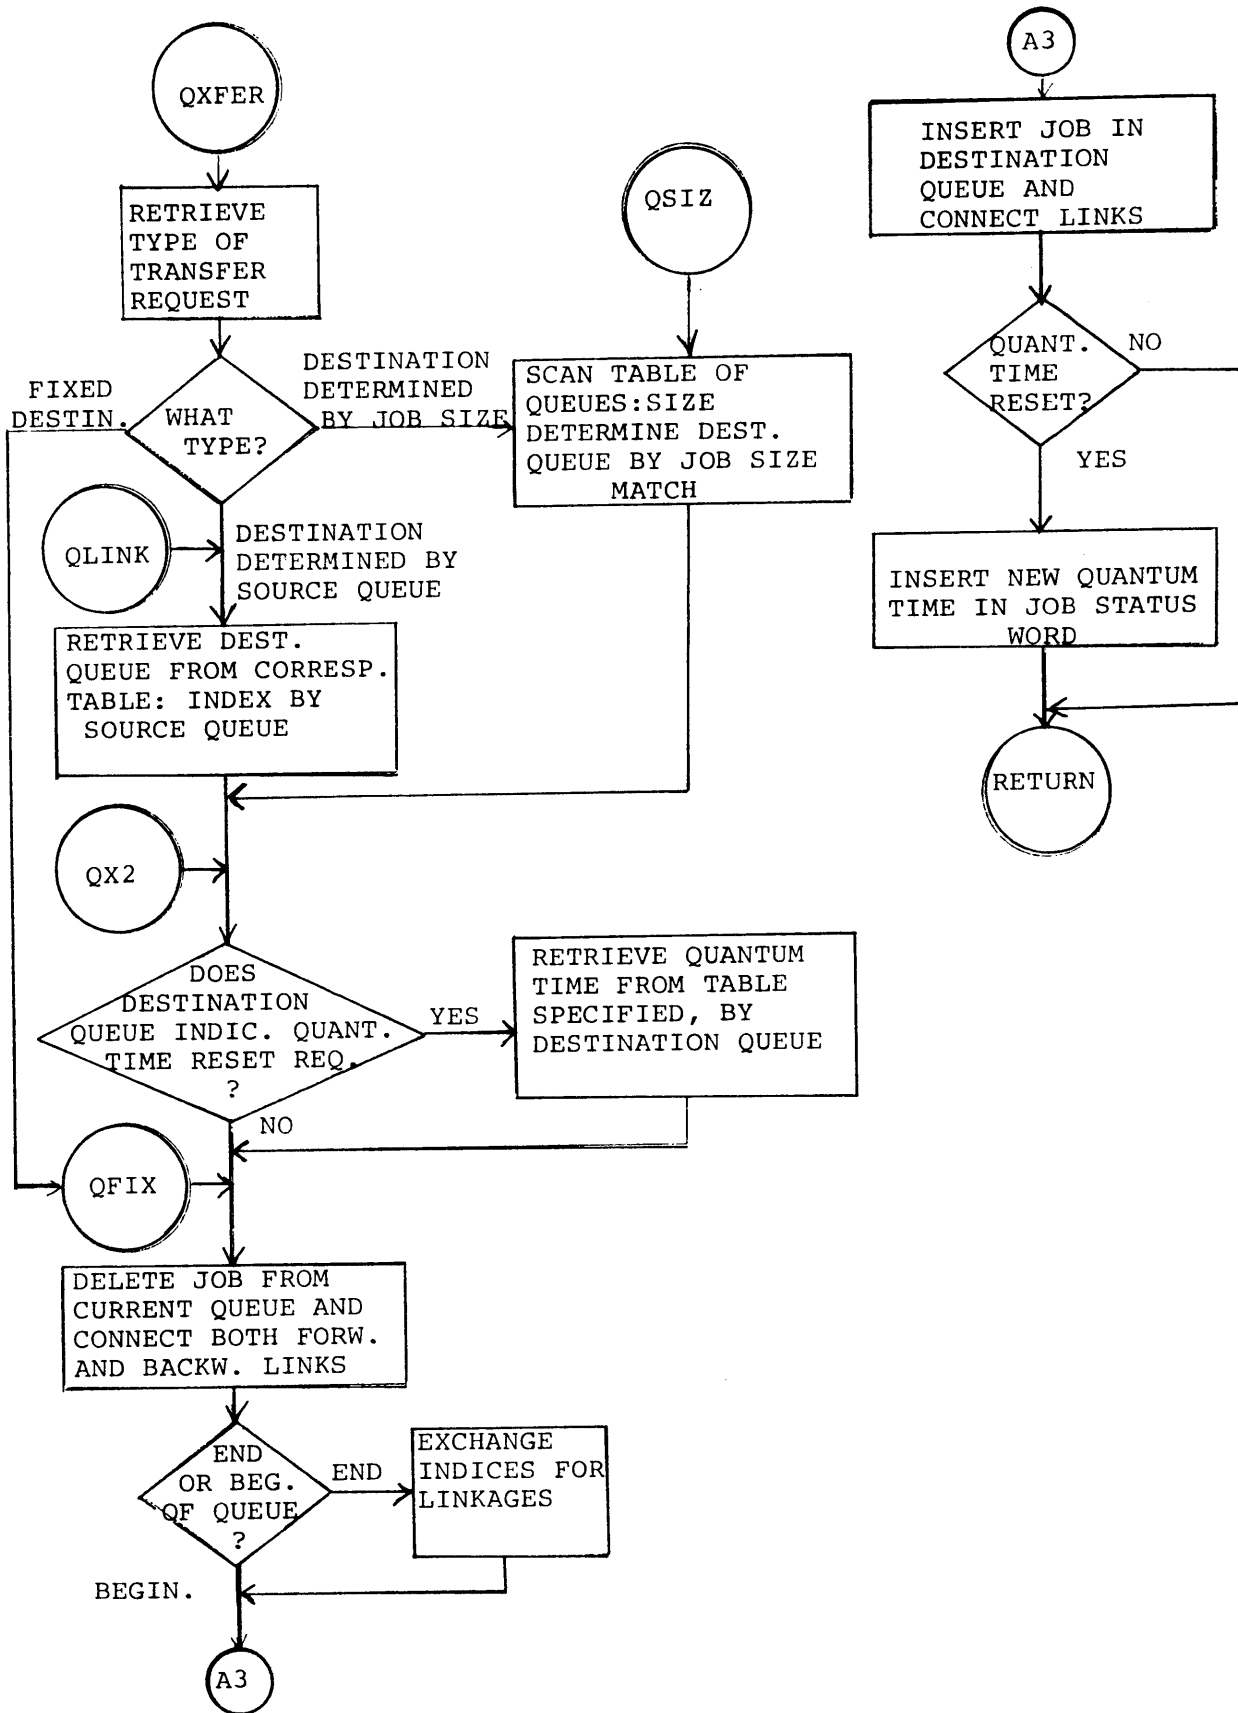 QXFER
RETRIEVE
TYPE OF
TRANSFER
REQUEST
FIXED
DESTIN.
WHAT
TYPE?
DESTINATION
DETERMINED
BY JOB SIZE
QSIZ
SCAN TABLE OF
QUEUES:SIZE
DETERMINE DEST.
QUEUE BY JOB SIZE
MATCH
QLINK
DESTINATION
DETERMINED BY
SOURCE QUEUE
RETRIEVE DEST.
QUEUE FROM CORRESP.
TABLE: INDEX BY
SOURCE QUEUE
QX2
DOES
DESTINATION
QUEUE INDIC. QUANT.
TIME RESET REQ.
?
YES
RETRIEVE QUANTUM
TIME FROM TABLE
SPECIFIED, BY
DESTINATION QUEUE
NO
QFIX
DELETE JOB FROM
CURRENT QUEUE AND
CONNECT BOTH FORW.
AND BACKW. LINKS
END
OR BEG.
OF QUEUE
?
END
EXCHANGE
INDICES FOR
LINKAGES
BEGIN.
A3
A3
INSERT JOB IN
DESTINATION
QUEUE AND
CONNECT LINKS
QUANT.
TIME
RESET?
NO
YES
INSERT NEW QUANTUM
TIME IN JOB STATUS
WORD
RETURN